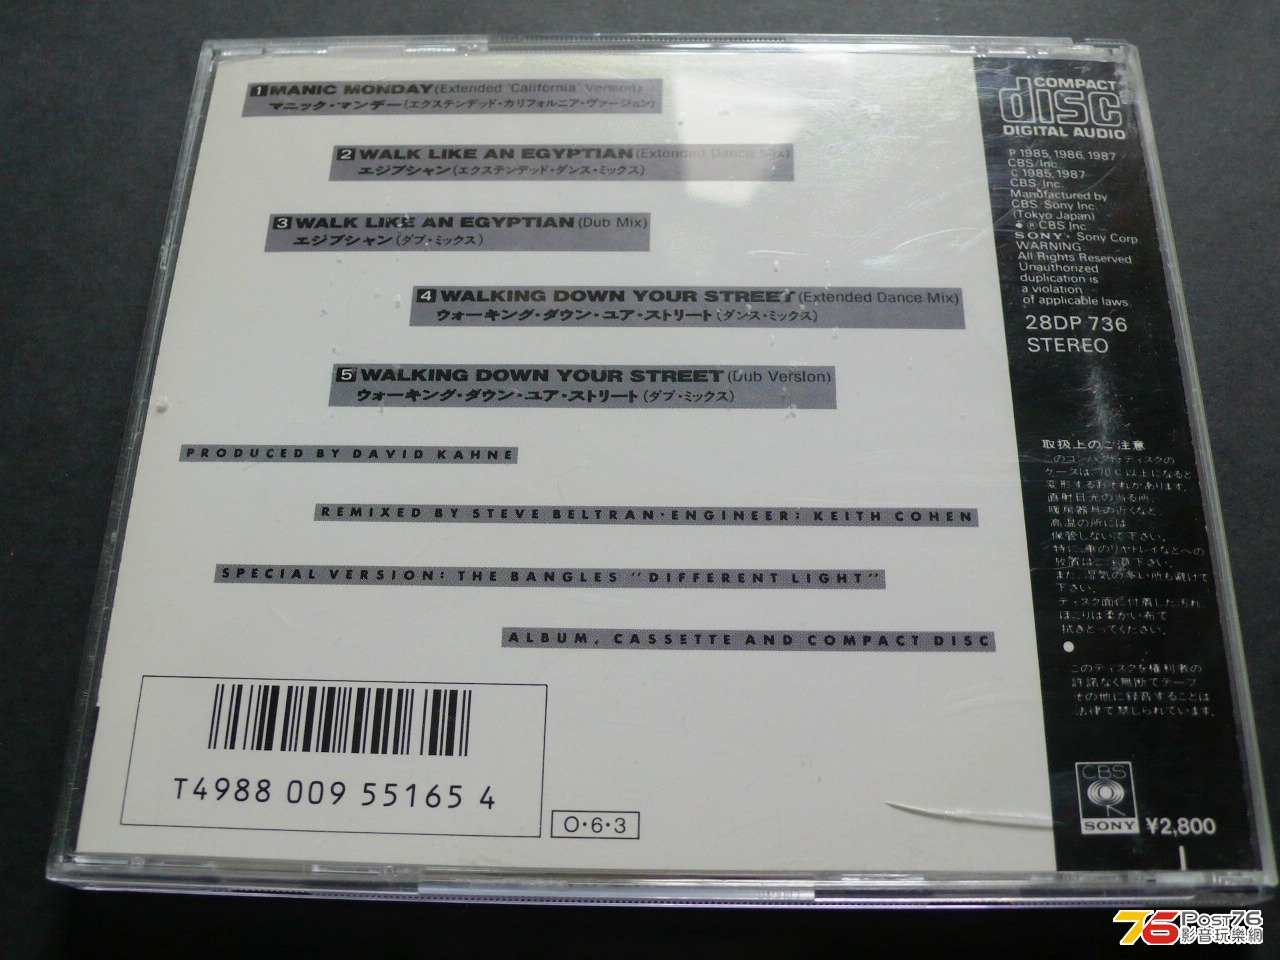 1 MANIC MONDAY (Extended 'California' Version)
マニック・マンデー(エクステンデッド・カリフォルニア・ヴァージョン)
2 WALK LIKE AN EGYPTIAN (Extended Dance Mix)
エジプシャン(エクステンデッド・ダンス・ミックス)
3 WALK LIKE AN EGYPTIAN (Dub Mix)
エジプシャン(ダブ・ミックス)
4 WALKING DOWN YOUR STREET (Extended Dance Mix)
ウォーキング・ダウン・ユア・ストリート(ダンス・ミックス)
5 WALKING DOWN YOUR STREET (Dub Version)
ウォーキング・ダウン・ユア・ストリート(ダブ・ミックス)
PRODUCED BY DAVID KAHNE
REMIXED BY STEVE BELTRAN・ENGINEER: KEITH COHEN
SPECIAL VERSION: THE BANGLES "DIFFERENT LIGHT"
ALBUM, CASSETTE AND COMPACT DISC
T4988 009 55165 4
O・6・3
COMPACT
disc
DIGITAL AUDIO
P 1985, 1986, 1987
CBS/Inc.
C 1985, 1987
CBS, Inc.
Manufactured by
CBS/Sony Inc
(Tokyo Japan)
® CBS Inc
SONY® Sony Corp
WARNING
All Rights Reserved
Unauthorized
duplication is
a violation
of applicable laws.
28DP 736
STEREO
取扱上のご注意
このコンパクト・ディスクの
ケースは、70℃以上になると
変形するおそれがあります。
直射日光の当る所、
暖房器具の近くなど
高温の所には
保管しないで下さい。
特に、車のリヤトレイなどへの
放置はご注意下さい。
また、湿気の多い所も避けて
下さい。
ディスク面に付着した汚れ、
ほこりは柔かい布で
拭きとってください。
このディスクを権利者の
許諾なく無断でテープ
その他に録音することは
法律で禁じられています。
CBS
SONY
¥2,800
76 Post76
影音玩樂網